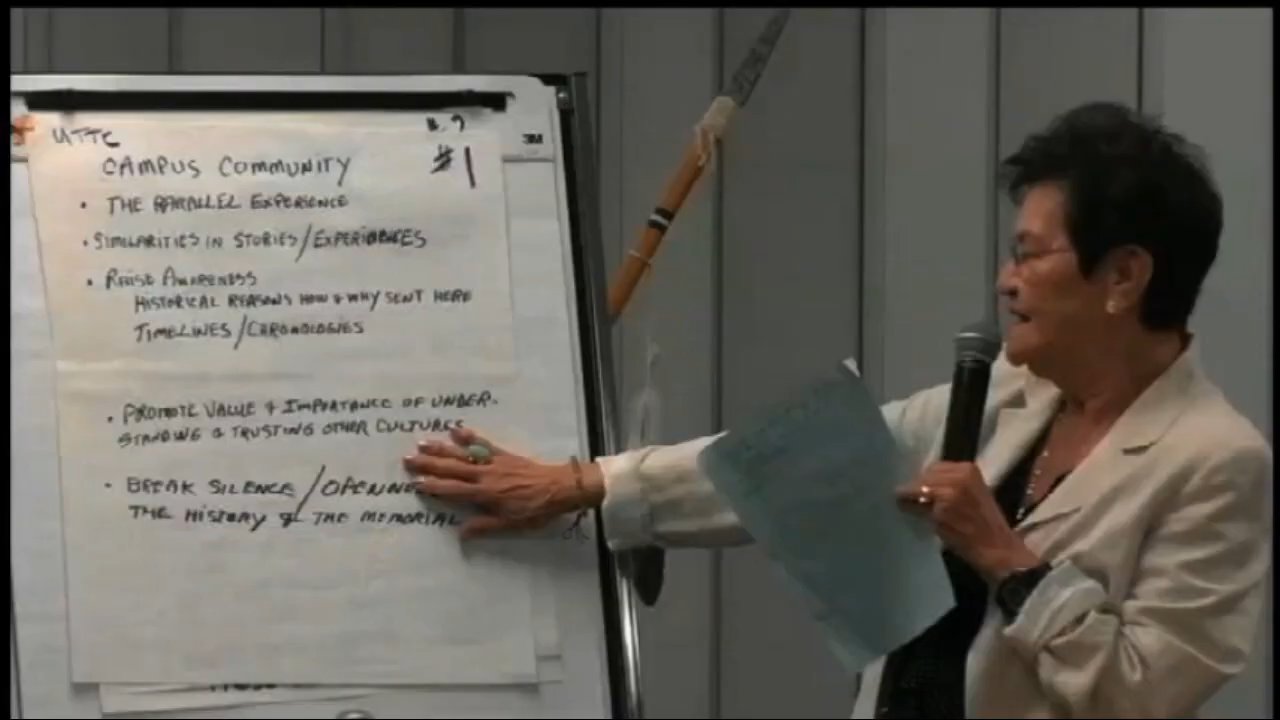 UTTC
#1
3M
CAMPUS COMMUNITY
• THE PARALLEL EXPERIENCE
• SIMILARITIES IN STORIES/EXPERIENCES
• RAISE AWARENESS
HISTORICAL REASONS HOW & WHY SENT HERE
TIMELINES/CHRONOLOGIES
• PROMOTE VALUE & IMPORTANCE OF UNDER-
STANDING & TRUSTING OTHER CULTURES
• BREAK SILENCE/
THE HISTORY THE MEMORIAL